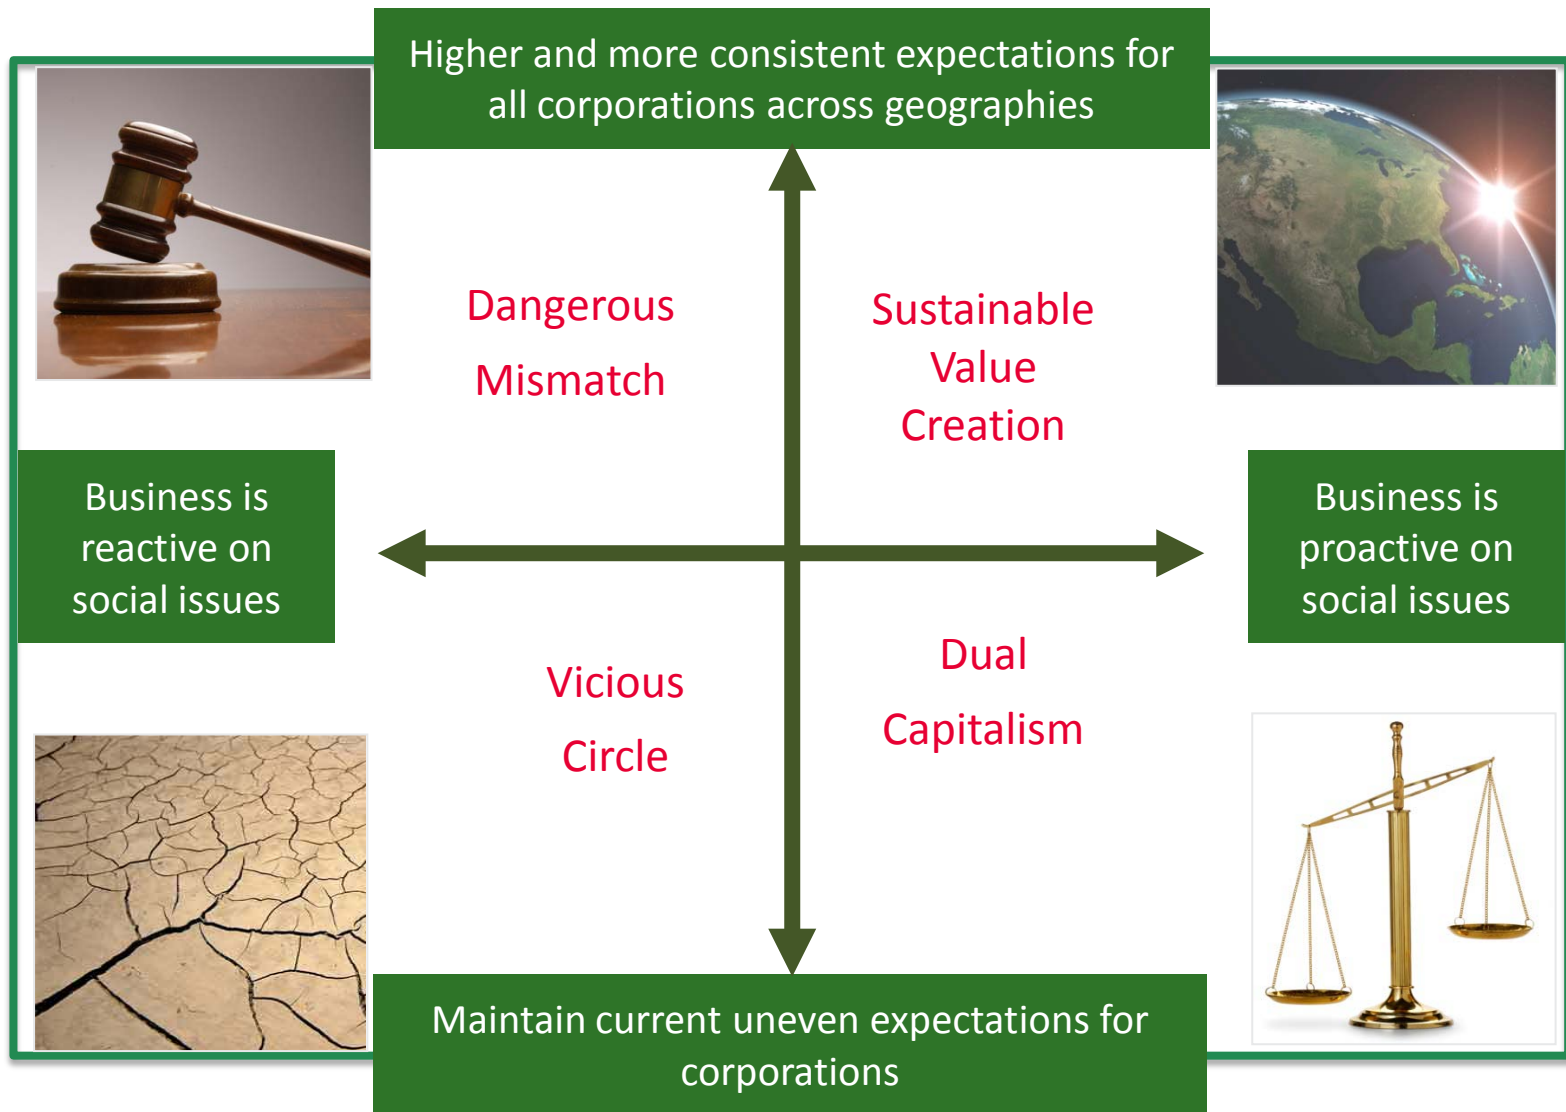 Higher and more consistent expectations for
all corporations across geographies
Dangerous
Mismatch
Sustainable
Value
Creation
Business is
reactive on
social issues
Business is
proactive on
social issues
Vicious
Circle
Dual
Capitalism
Maintain current uneven expectations for
corporations